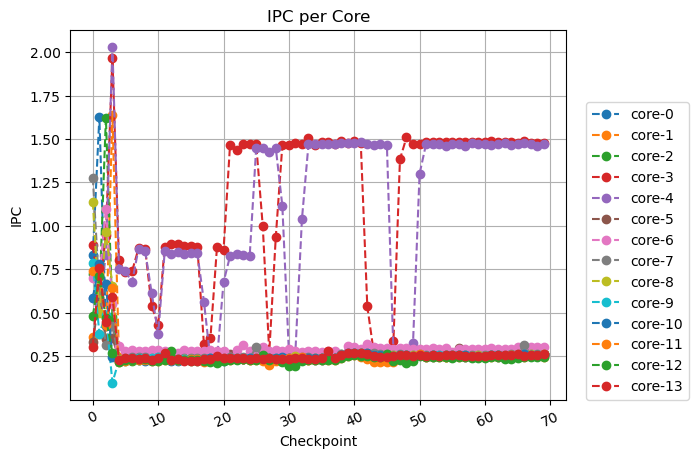 IPC per Core
IPC
2.00
1.75
1.50
1.25
1.00
0.75
0.50
0.25
0
10
20
30
40
50
60
70
Checkpoint
core-0
core-1
core-2
core-3
core-4
core-5
core-6
core-7
core-8
core-9
core-10
core-11
core-12
core-13